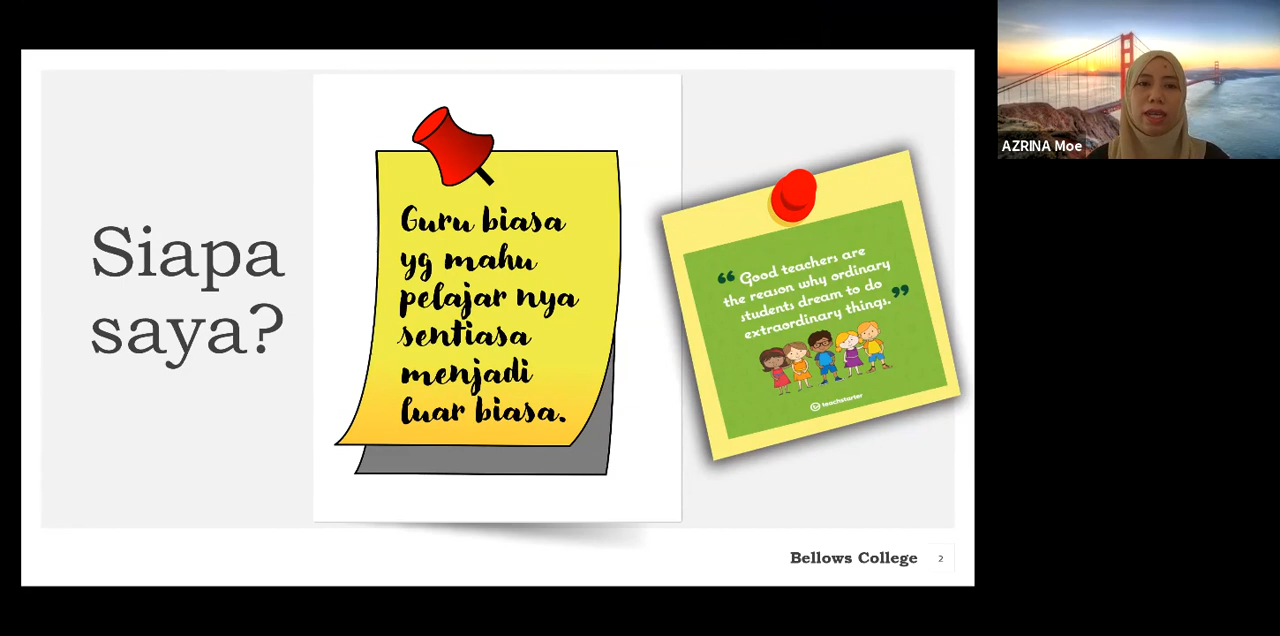 Siapa
saya?
Guru biasa
yg mahu
pelajar nya
sentiasa
menjadi
luar biasa.
“ Good teachers are
the reason why ordinary
students dream to do
extraordinary things. ”
teachstarter
Bellows College
2
AZRINA Moe